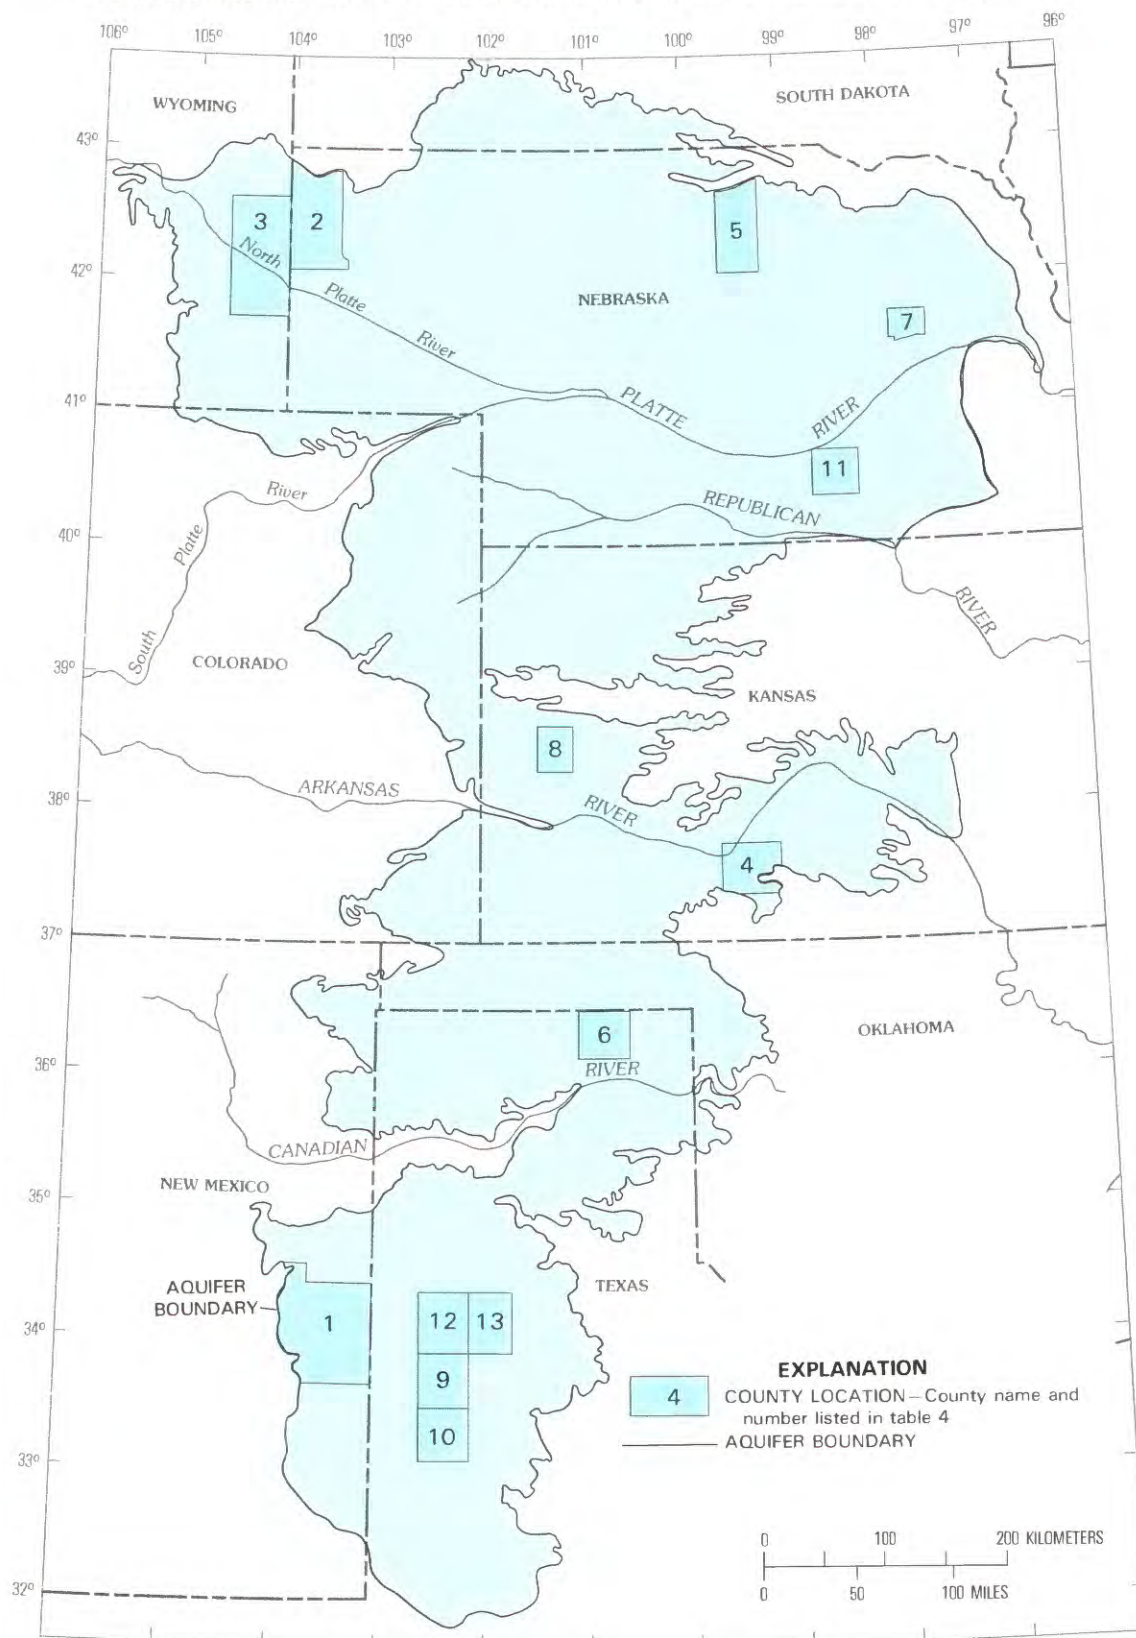 106° 105° 104° 103° 102° 101° 100° 99° 98° 97° 96°
WYOMING
SOUTH DAKOTA
43°
3
2
5
North
42°
Platte
NEBRASKA
7
River
41°
PLATTE
RIVER
11
River
REPUBLICAN
40°
Platte
RIVER
South
39°
COLORADO
KANSAS
8
ARKANSAS
38°
RIVER
4
37°
OKLAHOMA
6
36°
RIVER
CANADIAN
NEW MEXICO
35°
AQUIFER
BOUNDARY
TEXAS
1
12
13
34°
9
10
33°
32°
EXPLANATION
4
COUNTY LOCATION—County name and
number listed in table 4
AQUIFER BOUNDARY
0 100 200 KILOMETERS
0 50 100 MILES